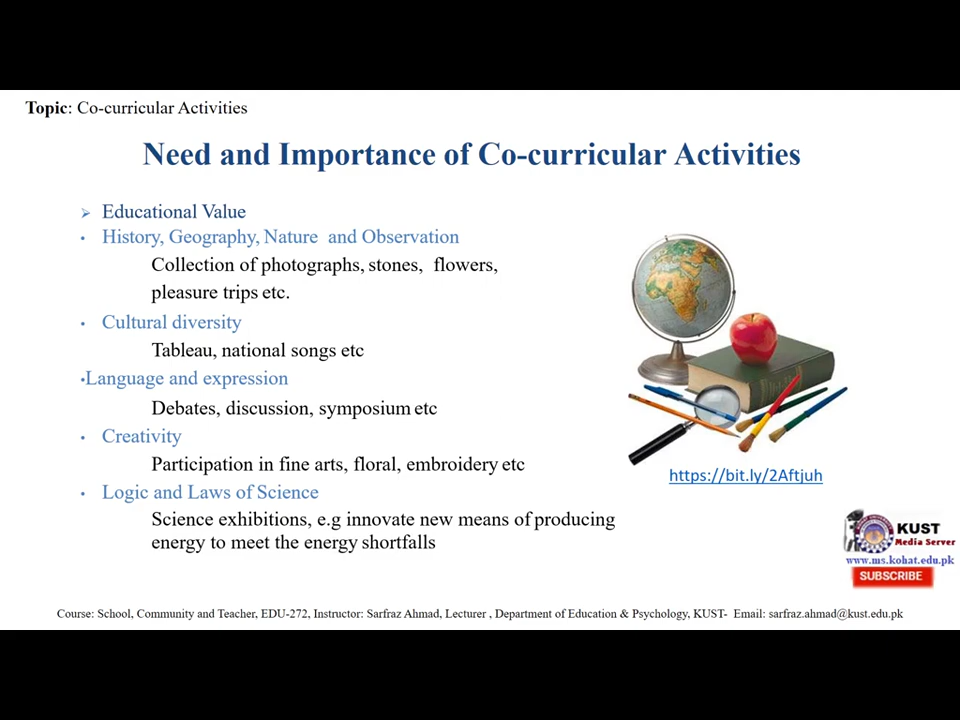 Topic: Co-curricular Activities
Need and Importance of Co-curricular Activities
➢ Educational Value
• History, Geography, Nature and Observation
Collection of photographs, stones, flowers,
pleasure trips etc.
• Cultural diversity
Tableau, national songs etc
•Language and expression
Debates, discussion, symposium etc
• Creativity
Participation in fine arts, floral, embroidery etc
• Logic and Laws of Science
Science exhibitions, e.g innovate new means of producing
energy to meet the energy shortfalls
https://bit.ly/2Aftjuh
KUST
Media Server
www.ms.kohat.edu.pk
SUBSCRIBE
Course: School, Community and Teacher, EDU-272, Instructor: Sarfraz Ahmad, Lecturer , Department of Education & Psychology, KUST- Email: sarfraz.ahmad@kust.edu.pk